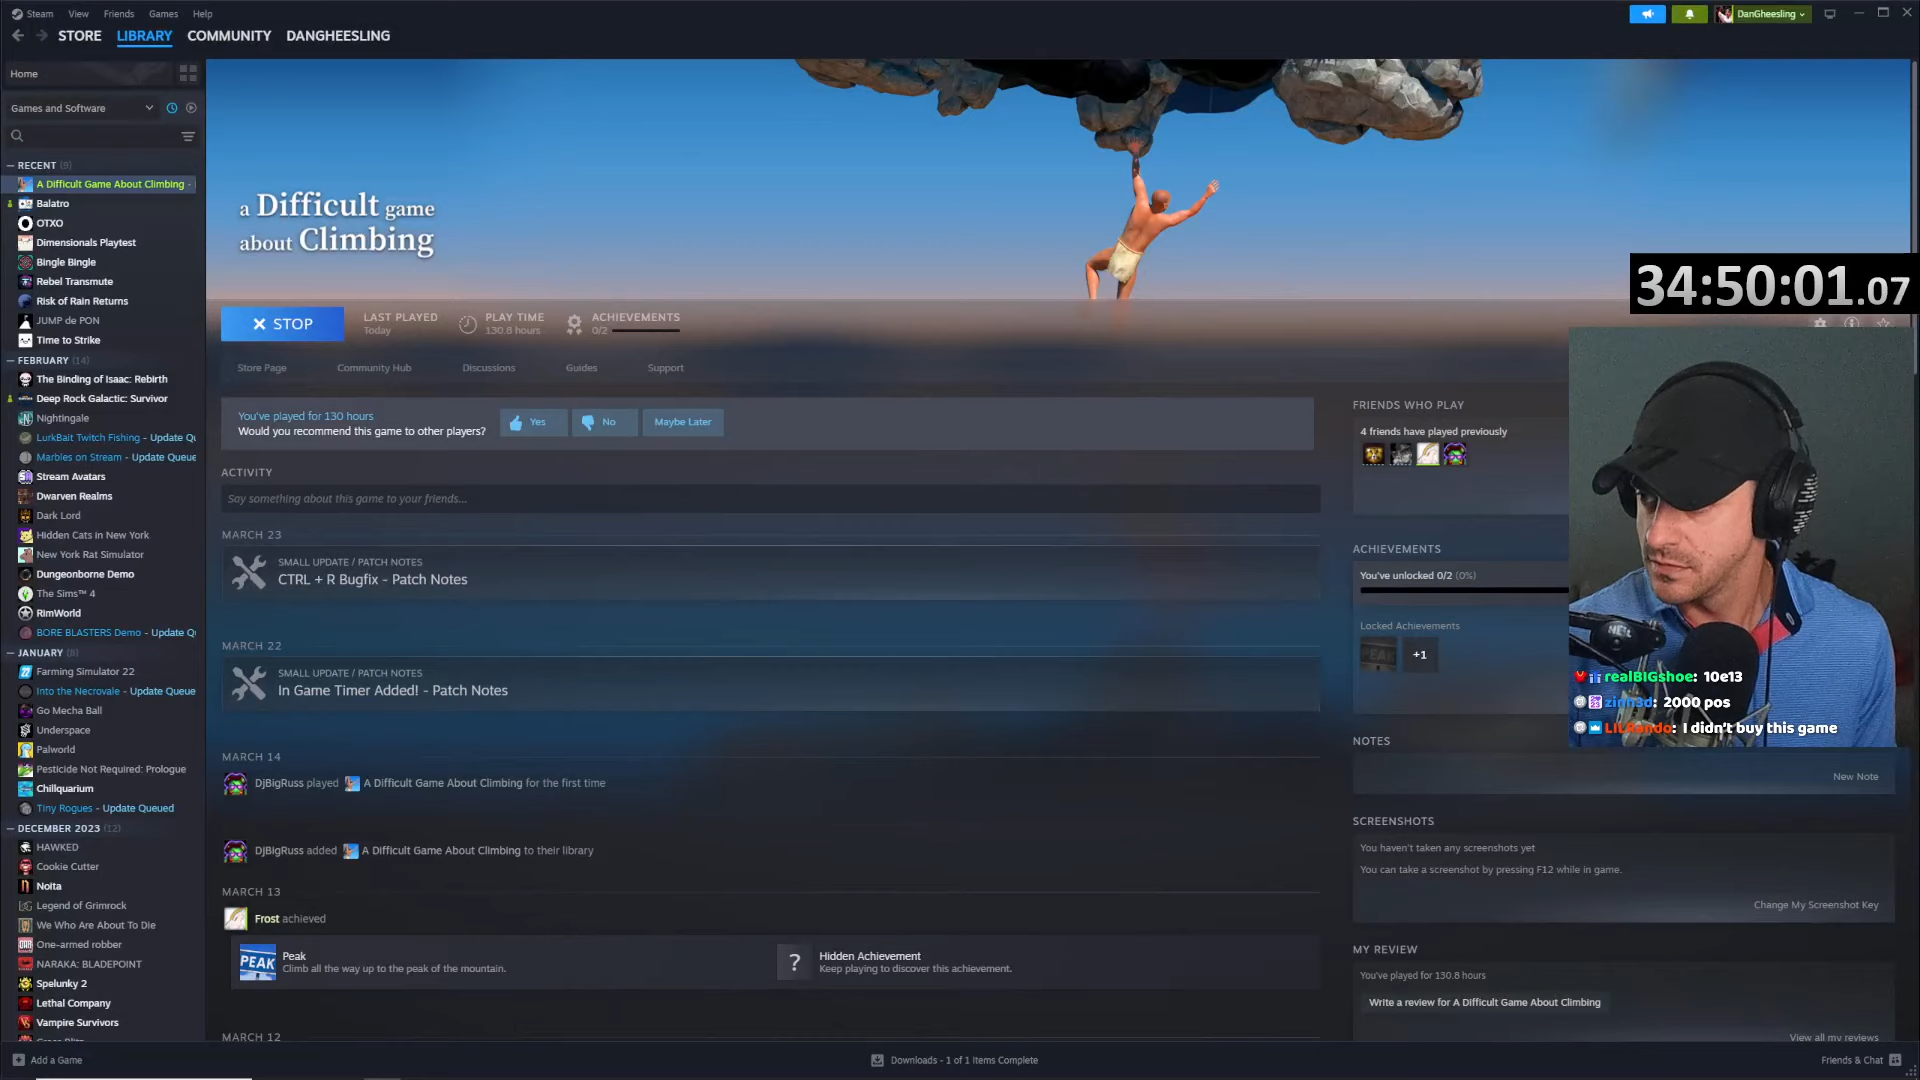 Steam View Friends Games Help
DanGheesling
STORE LIBRARY COMMUNITY DANGHEESLING
Home
Games and Software
RECENT (9)
A Difficult Game About Climbing -
Balatro
OTXO
Dimensionals Playtest
Bingle Bingle
Rebel Transmute
Risk of Rain Returns
JUMP de PON
Time to Strike
FEBRUARY (14)
The Binding of Isaac: Rebirth
Deep Rock Galactic: Survivor
Nightingale
LurkBait Twitch Fishing - Update Qu
Marbles on Stream - Update Queue
Stream Avatars
Dwarven Realms
Dark Lord
Hidden Cats in New York
New York Rat Simulator
Dungeonborne Demo
The Sims™ 4
RimWorld
BORE BLASTERS Demo - Update Qu
JANUARY
Farming Simulator 22
Into the Necrovale - Update Queue
Go Mecha Ball
Underspace
Palworld
Pesticide Not Required: Prologue
Chillquarium
Tiny Rogues - Update Queued
DECEMBER 2023 (12)
HAWKED
Cookie Cutter
Noita
Legend of Grimrock
We Who Are About To Die
One-armed robber
NARAKA: BLADEPOINT
Spelunky 2
Lethal Company
Vampire Survivors
Add a Game
a Difficult game
about Climbing
34:50:01.07
STOP
LAST PLAYED
Today
PLAY TIME
130.8 hours
ACHIEVEMENTS
0/2
Store Page Community Hub Discussions Guides Support
You've played for 130 hours
Would you recommend this game to other players?
Yes No Maybe Later
ACTIVITY
Say something about this game to your friends...
MARCH 23
SMALL UPDATE / PATCH NOTES
CTRL + R Bugfix - Patch Notes
MARCH 22
SMALL UPDATE / PATCH NOTES
In Game Timer Added! - Patch Notes
MARCH 14
DjBigRuss played A Difficult Game About Climbing for the first time
DjBigRuss added A Difficult Game About Climbing to their library
MARCH 13
Frost achieved
PEAK
Peak
Climb all the way up to the peak of the mountain.
?
Hidden Achievement
Keep playing to discover this achievement.
MARCH 12
Downloads - 1 of 1 Items Complete
FRIENDS WHO PLAY
4 friends have played previously
ACHIEVEMENTS
You've unlocked 0/2 (0%)
Locked Achievements
PEAK
+1
realBIGshoe: 10e13
zinn3d: 2000 pos
LILRando: I didn't buy this game
NOTES
New Note
SCREENSHOTS
You haven't taken any screenshots yet
You can take a screenshot by pressing F12 while in game.
Change My Screenshot Key
MY REVIEW
You've played for 130.8 hours
Write a review for A Difficult Game About Climbing
View all my reviews
Friends & Chat